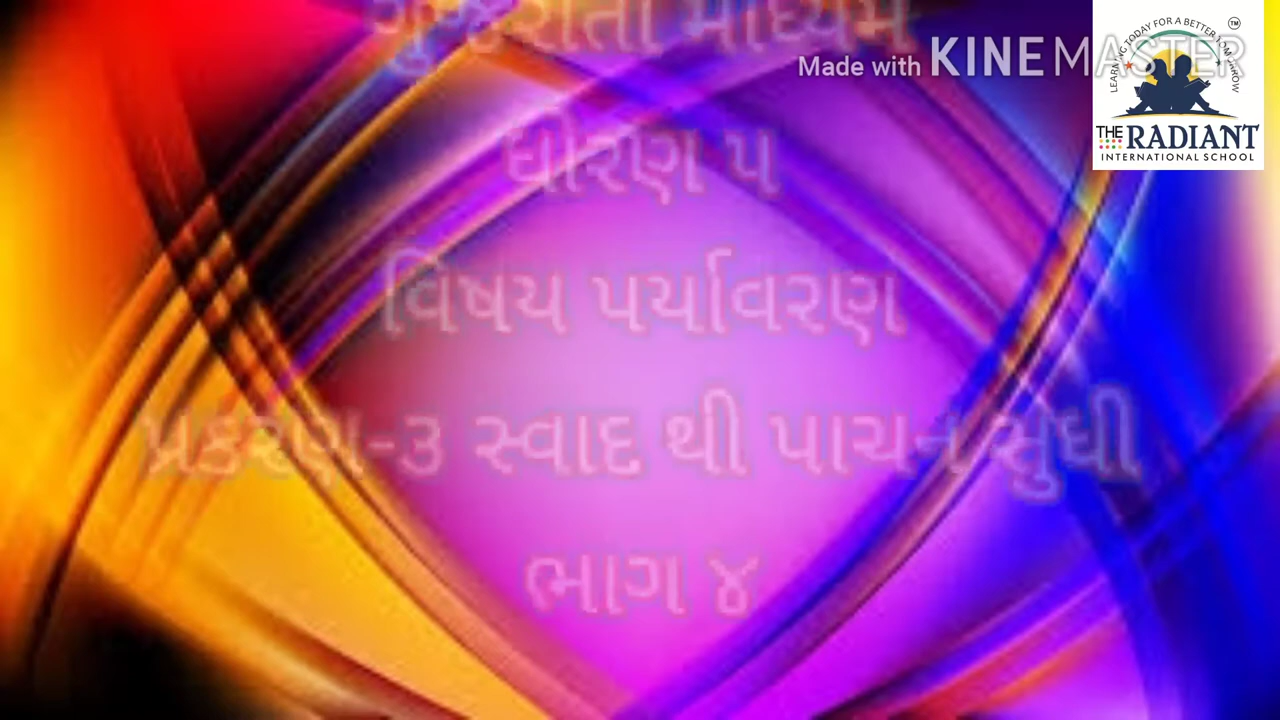 ગુજરાતી માધ્યમ
Made with KINEMASTER
LEARNING TODAY FOR A BETTER TOMORROW
TM
THE RADIANT
INTERNATIONAL SCHOOL
ધોરણ ૫
વિષય પર્યાવરણ
પ્રકરણ-૩ સ્વાદ થી પાચન સુધી
ભાગ ૪